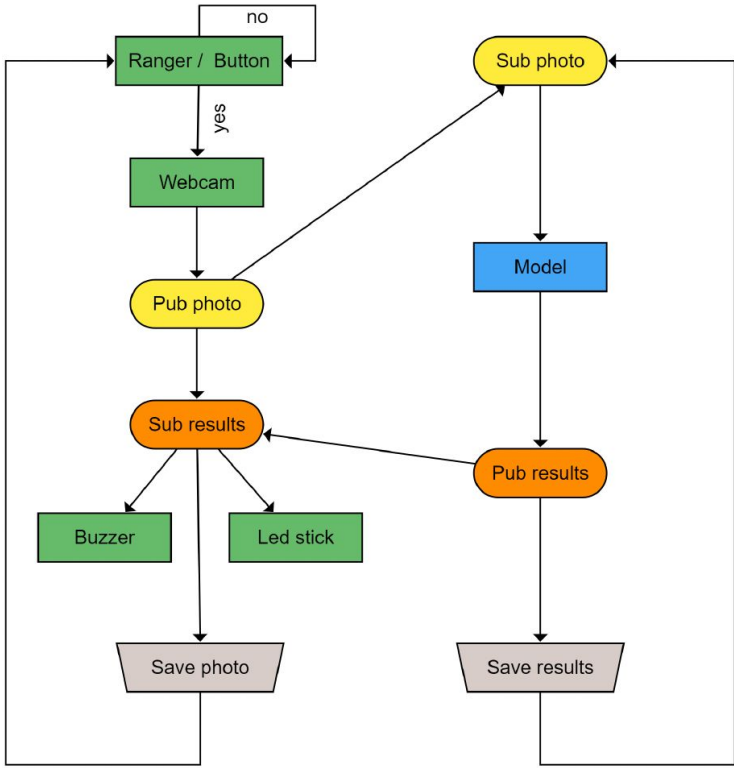 no
Ranger / Button
Sub photo
yes
Webcam
Model
Pub photo
Sub results
Pub results
Buzzer
Led stick
Save photo
Save results